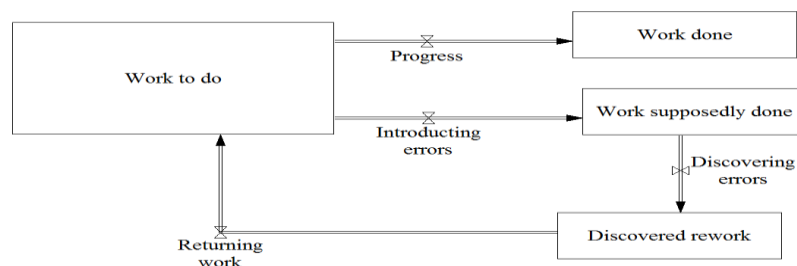 Work to do
Progress
Work done
Introducting
errors
Work supposedly done
Discovering
errors
Discovered rework
Returning
work